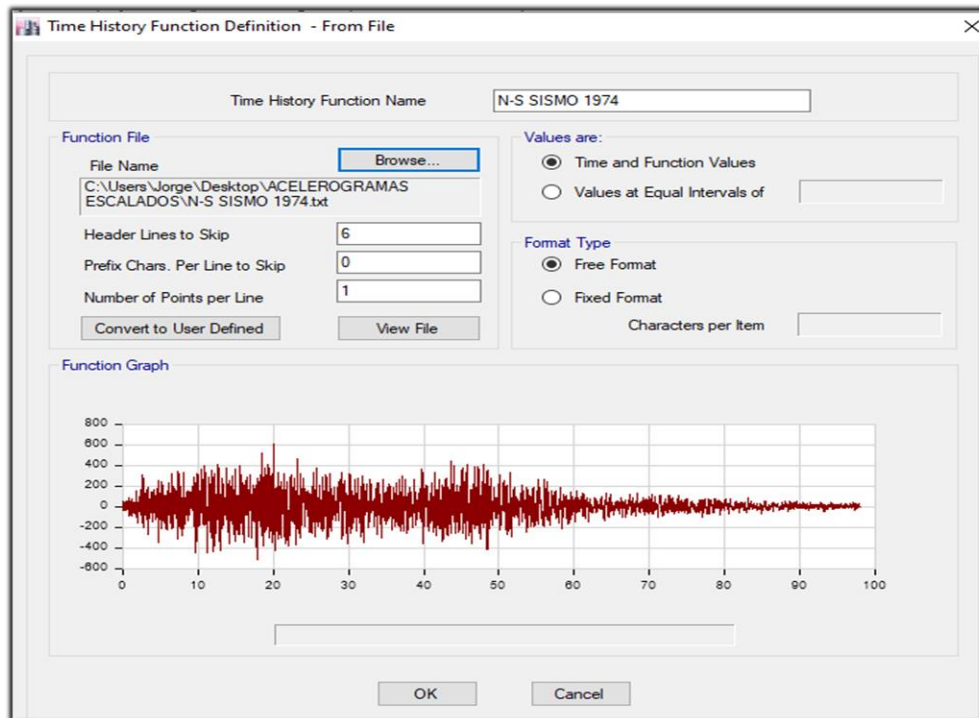 Time History Function Definition - From File
Time History Function Name
N-S SISMO 1974
Function File
File Name
Browse...
C:\Users\Jorge\Desktop\ACELEROGRAMAS
ESCALADOS\N-S SISMO 1974.txt
Header Lines to Skip
6
Prefix Chars. Per Line to Skip
0
Number of Points per Line
1
Convert to User Defined
View File
Values are:
Time and Function Values
Values at Equal Intervals of
Format Type
Free Format
Fixed Format
Characters per Item
Function Graph
800
600
400
200
0
-200
-400
-600
0 10 20 30 40 50 60 70 80 90 100
OK
Cancel